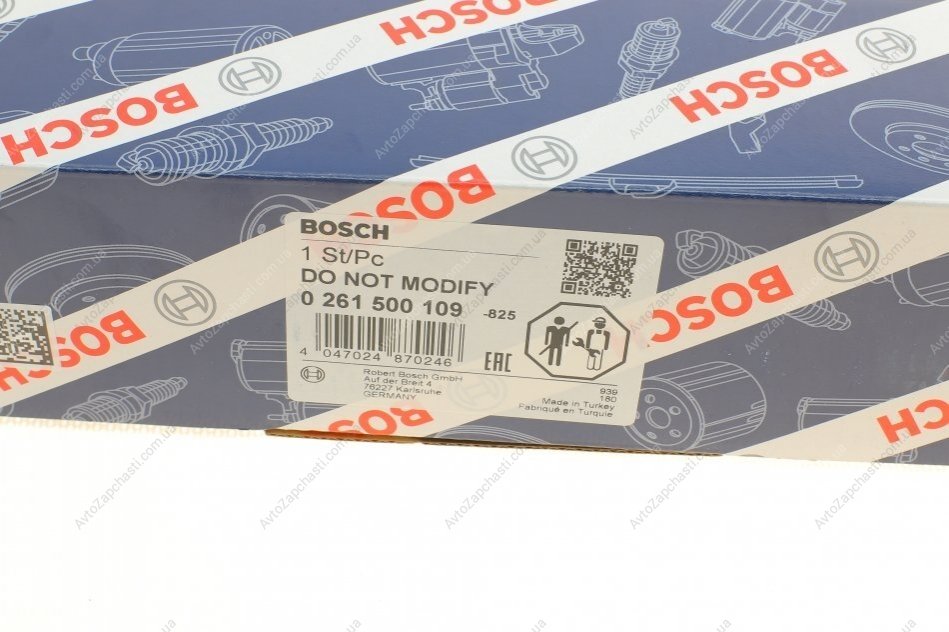 BOSCH
BOSCH
BOSCH
BOSCH
BOSCH
BOSCH
BOSCH
BOSCH
BOSCH
1 St/Pc
DO NOT MODIFY
0 261 500 109 -825
4 047024 870246
EAC
Robert Bosch GmbH
Auf der Breit 4
76227 Karlsruhe
GERMANY
939
180
Made in Turkey
Fabriqué en Turquie
AvtoZapchasti.com.ua